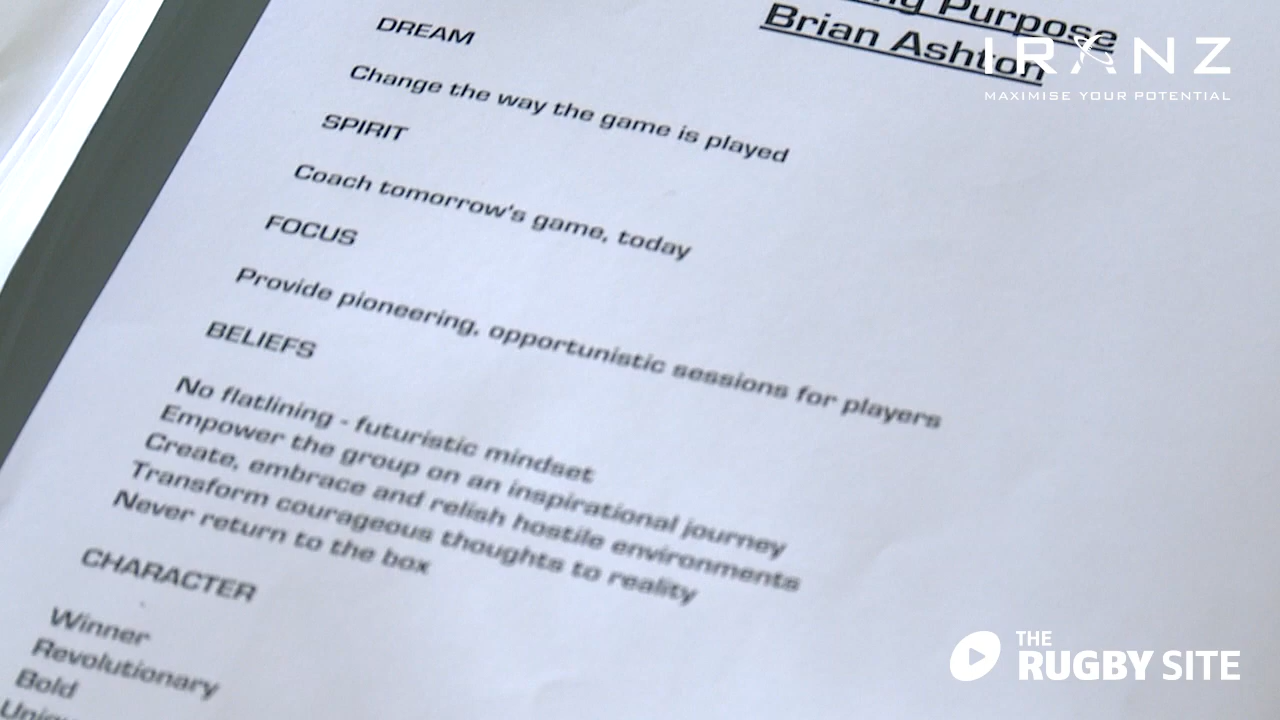 Purpose
Brian Ashton
DREAM
Change the way the game is played
SPIRIT
Coach tomorrow's game, today
FOCUS
Provide pioneering, opportunistic sessions for players
BELIEFS
No flatlining - futuristic mindset
Empower the group on an inspirational journey
Create, embrace and relish hostile environments
Transform courageous thoughts to reality
Never return to the box
CHARACTER
Winner
Revolutionary
Bold
IRANZ
MAXIMISE YOUR POTENTIAL
THE
RUGBY SITE